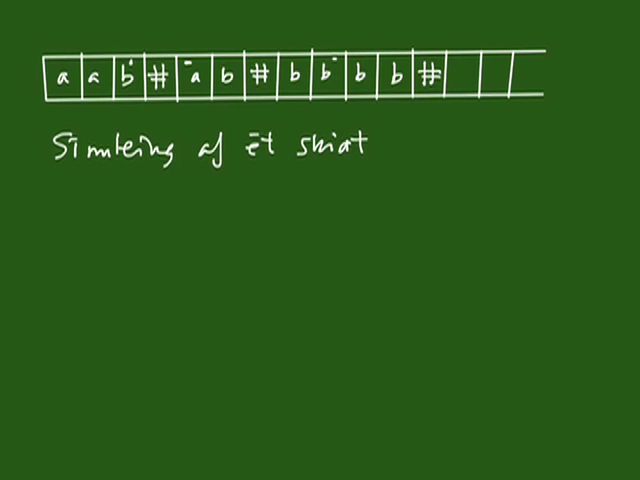 a a ḃ # ȧ b # b ḃ b b #
Simulering af ét skridt